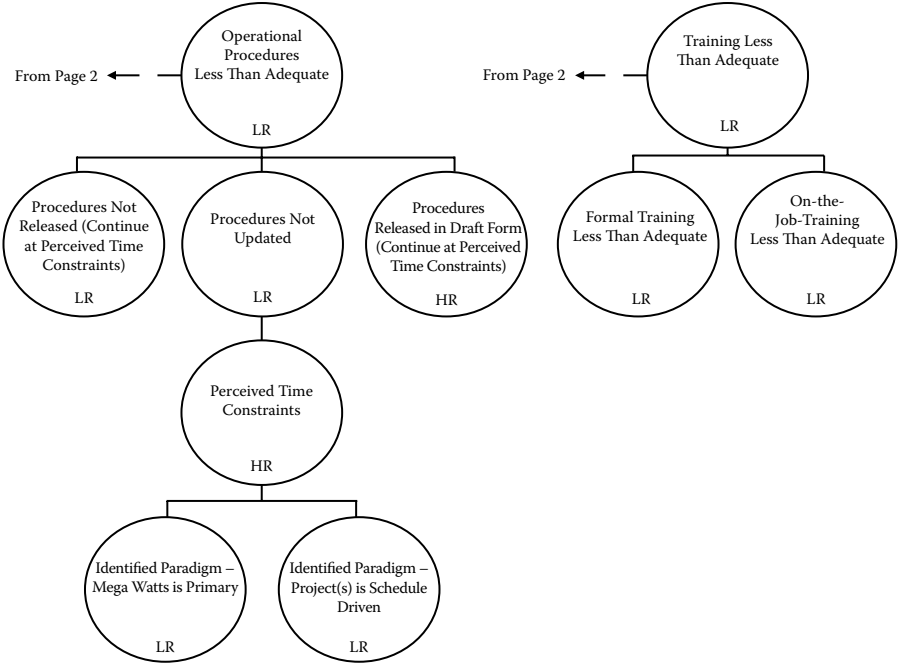 Operational
Procedures
Less Than Adequate
LR
From Page 2
Training Less
Than Adequate
LR
From Page 2
Procedures Not
Released (Continue
at Perceived Time
Constraints)
LR
Procedures Not
Updated
LR
Procedures
Released in Draft Form
(Continue at Perceived
Time Constraints)
HR
Formal Training
Less Than Adequate
LR
On-the-
Job-Training
Less Than Adequate
LR
Perceived Time
Constraints
HR
Identified Paradigm –
Mega Watts is Primary
LR
Identified Paradigm –
Project(s) is Schedule
Driven
LR